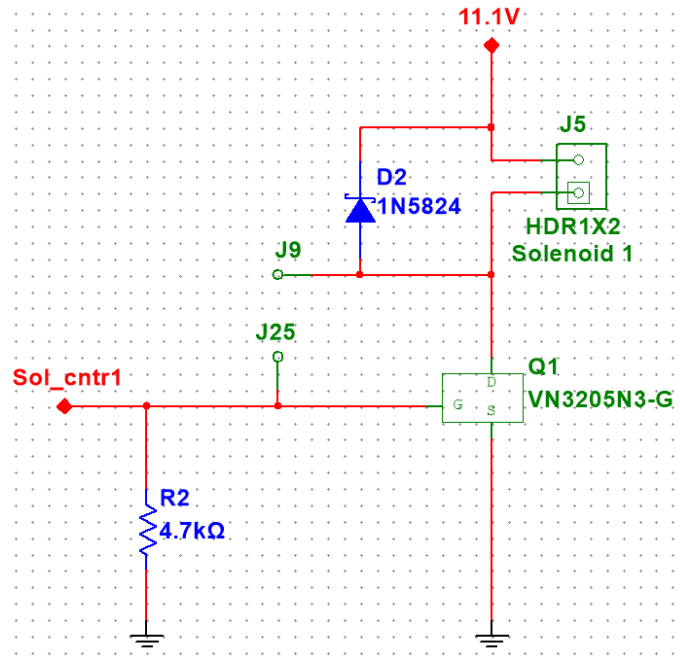 11.1V
J5
D2
1N5824
HDR1X2
Solenoid 1
J9
J25
Sol_cntr1
Q1
D
G
S
VN3205N3-G
R2
4.7kΩ